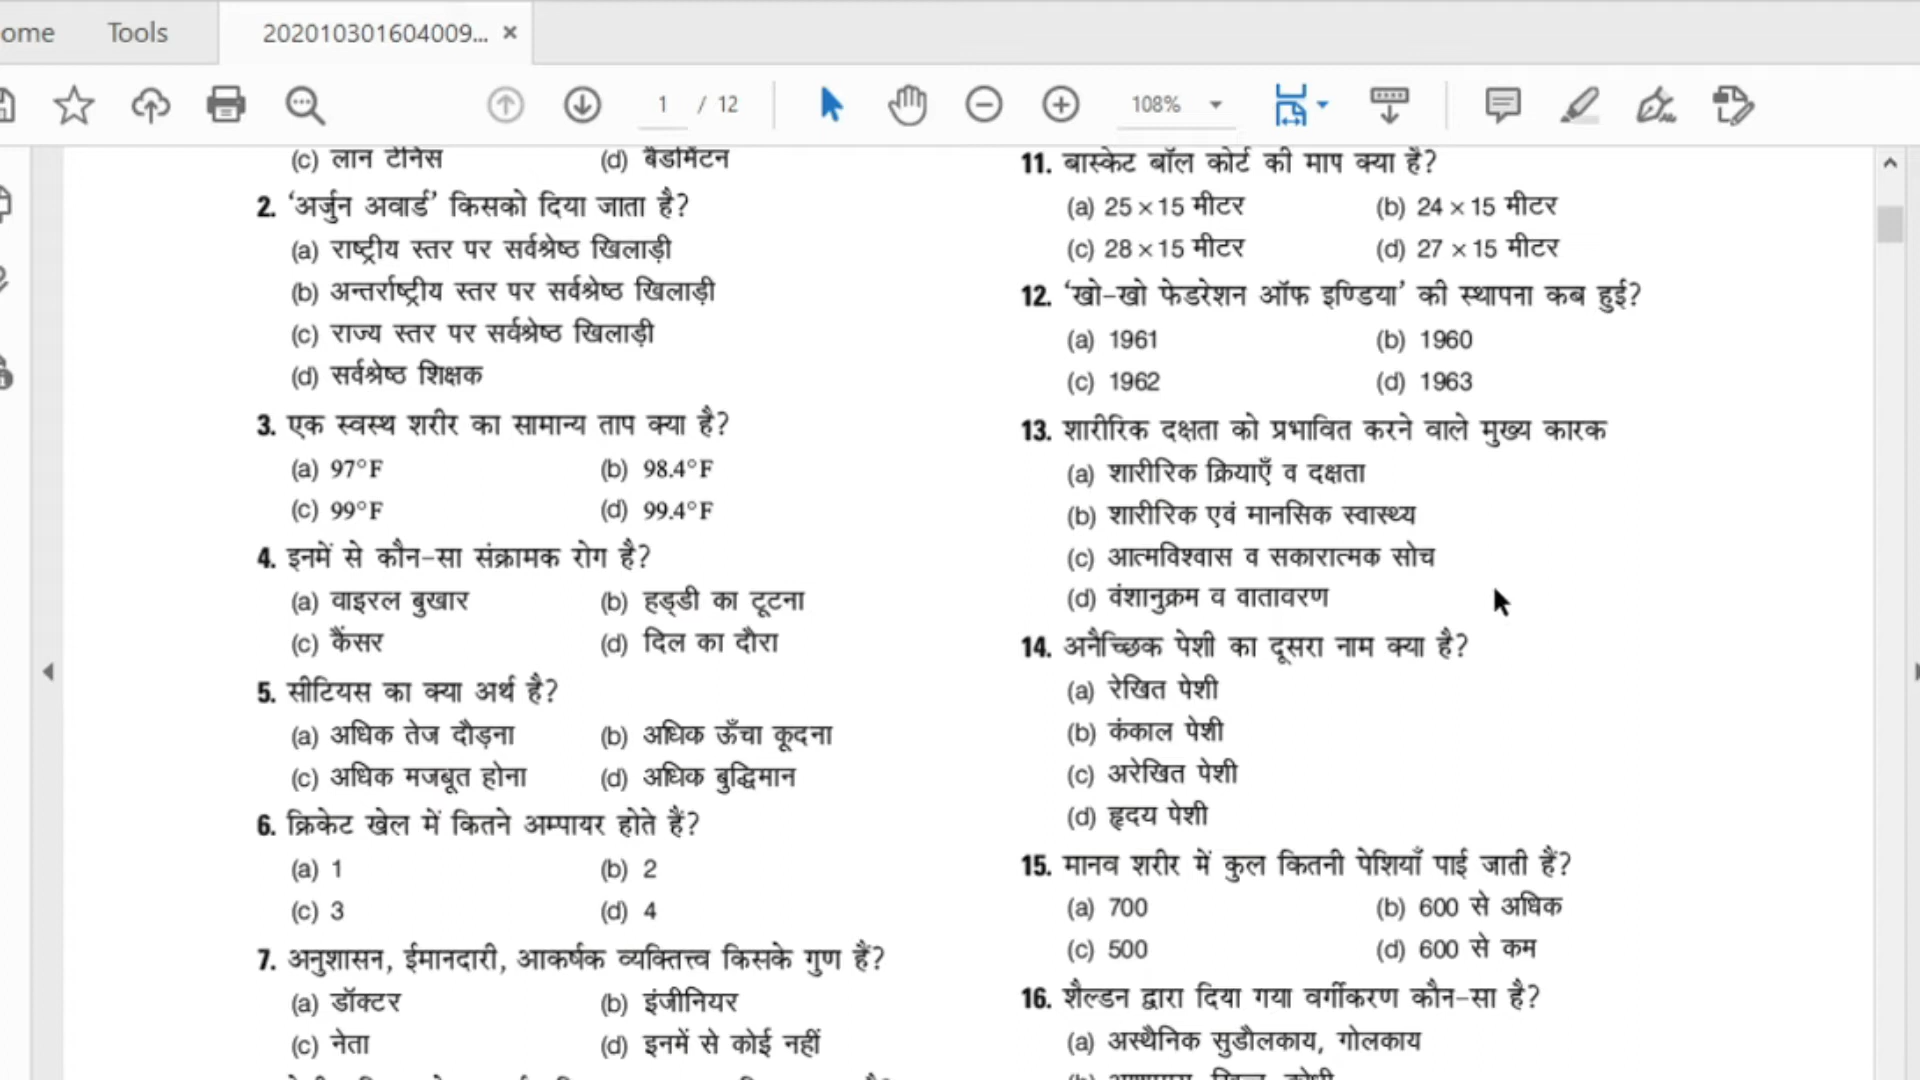 ome
Tools
202010301604009...
1 / 12
108%
(c) लान टेनिस (d) बैडमिंटन
2. ‘अर्जुन अवार्ड’ किसको दिया जाता है?
(a) राष्ट्रीय स्तर पर सर्वश्रेष्ठ खिलाड़ी
(b) अन्तर्राष्ट्रीय स्तर पर सर्वश्रेष्ठ खिलाड़ी
(c) राज्य स्तर पर सर्वश्रेष्ठ खिलाड़ी
(d) सर्वश्रेष्ठ शिक्षक
3. एक स्वस्थ शरीर का सामान्य ताप क्या है?
(a) 97°F (b) 98.4°F
(c) 99°F (d) 99.4°F
4. इनमें से कौन-सा संक्रामक रोग है?
(a) वाइरल बुखार (b) हड्डी का टूटना
(c) कैंसर (d) दिल का दौरा
5. सीटियस का क्या अर्थ है?
(a) अधिक तेज दौड़ना (b) अधिक ऊँचा कूदना
(c) अधिक मजबूत होना (d) अधिक बुद्धिमान
6. क्रिकेट खेल में कितने अम्पायर होते हैं?
(a) 1 (b) 2
(c) 3 (d) 4
7. अनुशासन, ईमानदारी, आकर्षक व्यक्तित्त्व किसके गुण हैं?
(a) डॉक्टर (b) इंजीनियर
(c) नेता (d) इनमें से कोई नहीं
11. बास्केट बॉल कोर्ट की माप क्या है?
(a) 25 × 15 मीटर (b) 24 × 15 मीटर
(c) 28 × 15 मीटर (d) 27 × 15 मीटर
12. ‘खो-खो फेडरेशन ऑफ इण्डिया’ की स्थापना कब हुई?
(a) 1961 (b) 1960
(c) 1962 (d) 1963
13. शारीरिक दक्षता को प्रभावित करने वाले मुख्य कारक
(a) शारीरिक क्रियाएँ व दक्षता
(b) शारीरिक एवं मानसिक स्वास्थ्य
(c) आत्मविश्वास व सकारात्मक सोच
(d) वंशानुक्रम व वातावरण
14. अनैच्छिक पेशी का दूसरा नाम क्या है?
(a) रेखित पेशी
(b) कंकाल पेशी
(c) अरेखित पेशी
(d) हृदय पेशी
15. मानव शरीर में कुल कितनी पेशियाँ पाई जाती हैं?
(a) 700 (b) 600 से अधिक
(c) 500 (d) 600 से कम
16. शैल्डन द्वारा दिया गया वर्गीकरण कौन-सा है?
(a) अस्थैनिक सुडौलकाय, गोलकाय